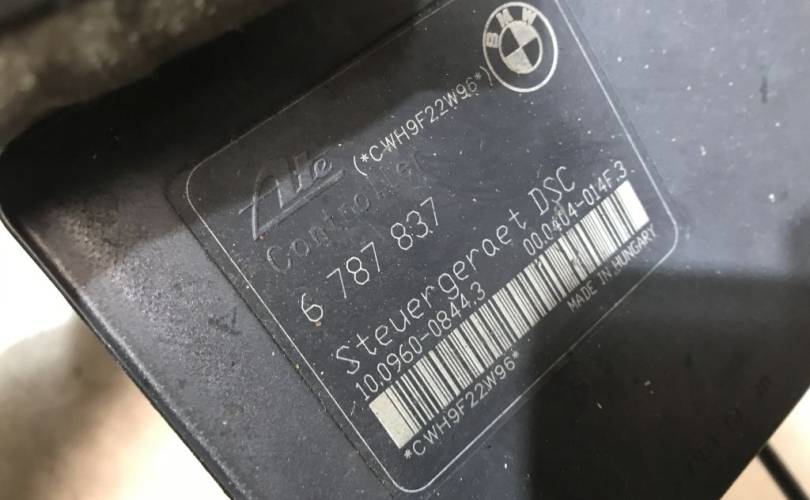 BMW
Ate (*CWH9F22W96*)
Controller
6 787 837
Steuergeraet DSC
10.0960-0844.3 00.0404-014F.3
MADE IN HUNGARY
*CWH9F22W96*